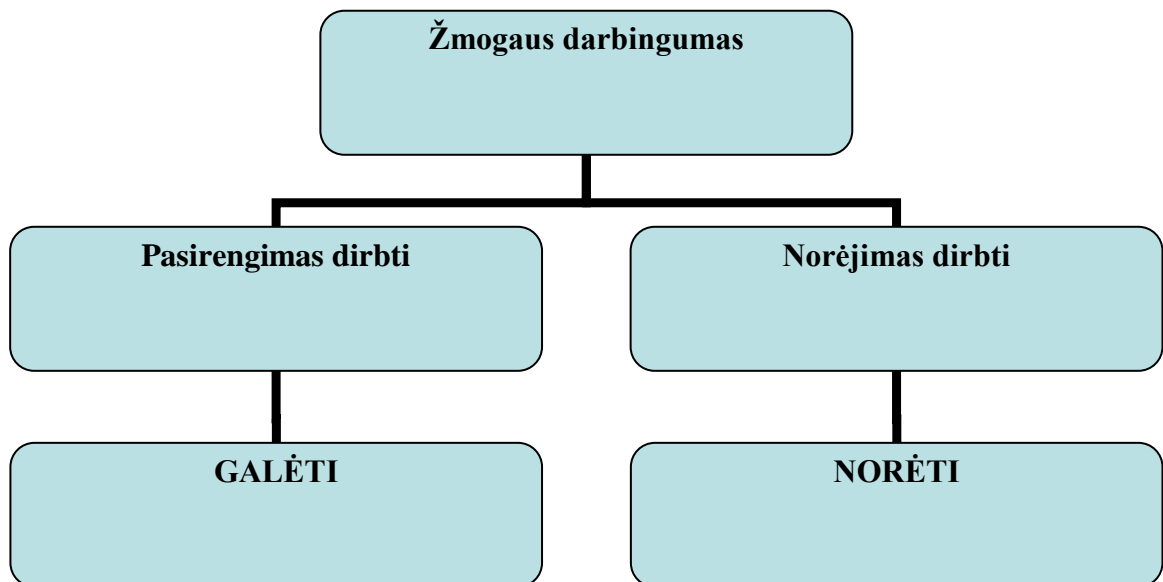 Žmogaus darbingumas
Pasirengimas dirbti
Norėjimas dirbti
GALĖTI
NORĖTI